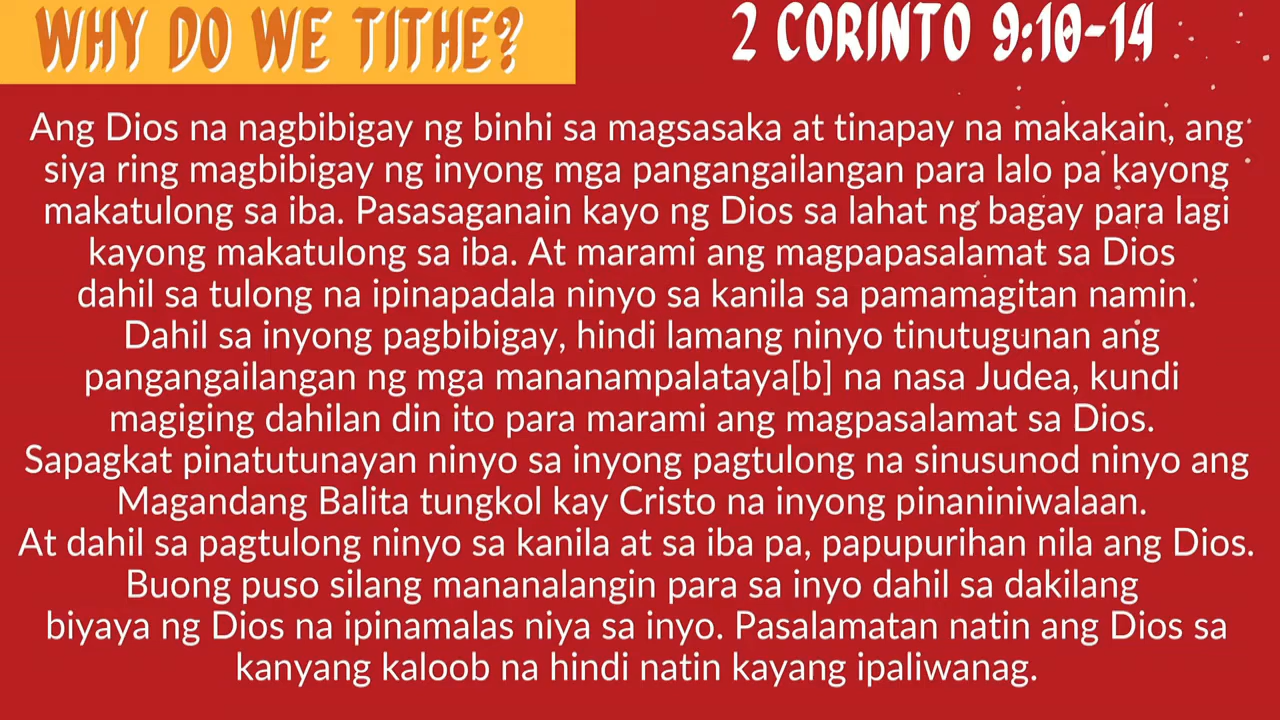 WHY DO WE TITHE?
2 CORINTO 9:10-14
Ang Dios na nagbibigay ng binhi sa magsasaka at tinapay na makakain, ang
siya ring magbibigay ng inyong mga pangangailangan para lalo pa kayong
makatulong sa iba. Pasasaganain kayo ng Dios sa lahat ng bagay para lagi
kayong makatulong sa iba. At marami ang magpapasalamat sa Dios
dahil sa tulong na ipinapadala ninyo sa kanila sa pamamagitan namin.
Dahil sa inyong pagbibigay, hindi lamang ninyo tinutugunan ang
pangangailangan ng mga mananampalataya[b] na nasa Judea, kundi
magiging dahilan din ito para marami ang magpasalamat sa Dios.
Sapagkat pinatutunayan ninyo sa inyong pagtulong na sinusunod ninyo ang
Magandang Balita tungkol kay Cristo na inyong pinaniniwalaan.
At dahil sa pagtulong ninyo sa kanila at sa iba pa, papupurihan nila ang Dios.
Buong puso silang mananalangin para sa inyo dahil sa dakilang
biyaya ng Dios na ipinamalas niya sa inyo. Pasalamatan natin ang Dios sa
kanyang kaloob na hindi natin kayang ipaliwanag.